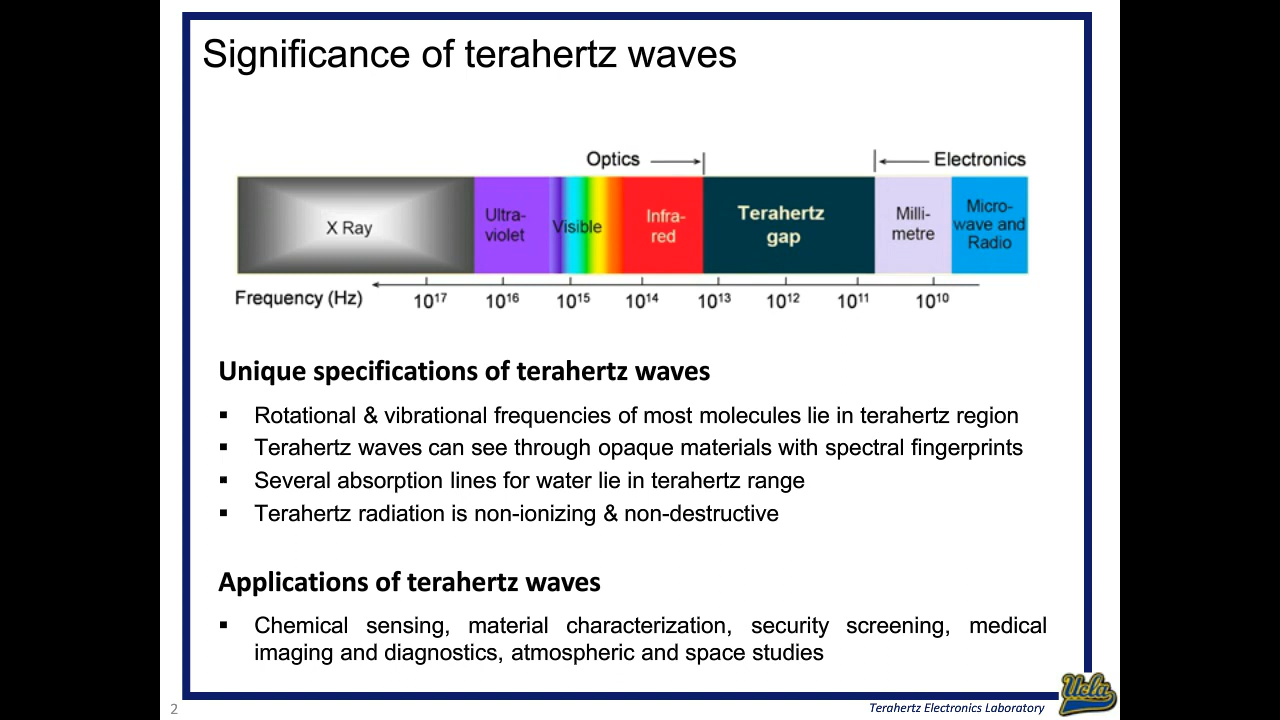 Significance of terahertz waves
Optics
Electronics
X Ray
Ultra-
violet
Visible
Infra-
red
Terahertz
gap
Milli-
metre
Micro-
wave and
Radio
Frequency (Hz)
10¹⁷ 10¹⁶ 10¹⁵ 10¹⁴ 10¹³ 10¹² 10¹¹ 10¹⁰
Unique specifications of terahertz waves
▪ Rotational & vibrational frequencies of most molecules lie in terahertz region
▪ Terahertz waves can see through opaque materials with spectral fingerprints
▪ Several absorption lines for water lie in terahertz range
▪ Terahertz radiation is non-ionizing & non-destructive
Applications of terahertz waves
▪ Chemical sensing, material characterization, security screening, medical
imaging and diagnostics, atmospheric and space studies
2
Terahertz Electronics Laboratory
Ucla